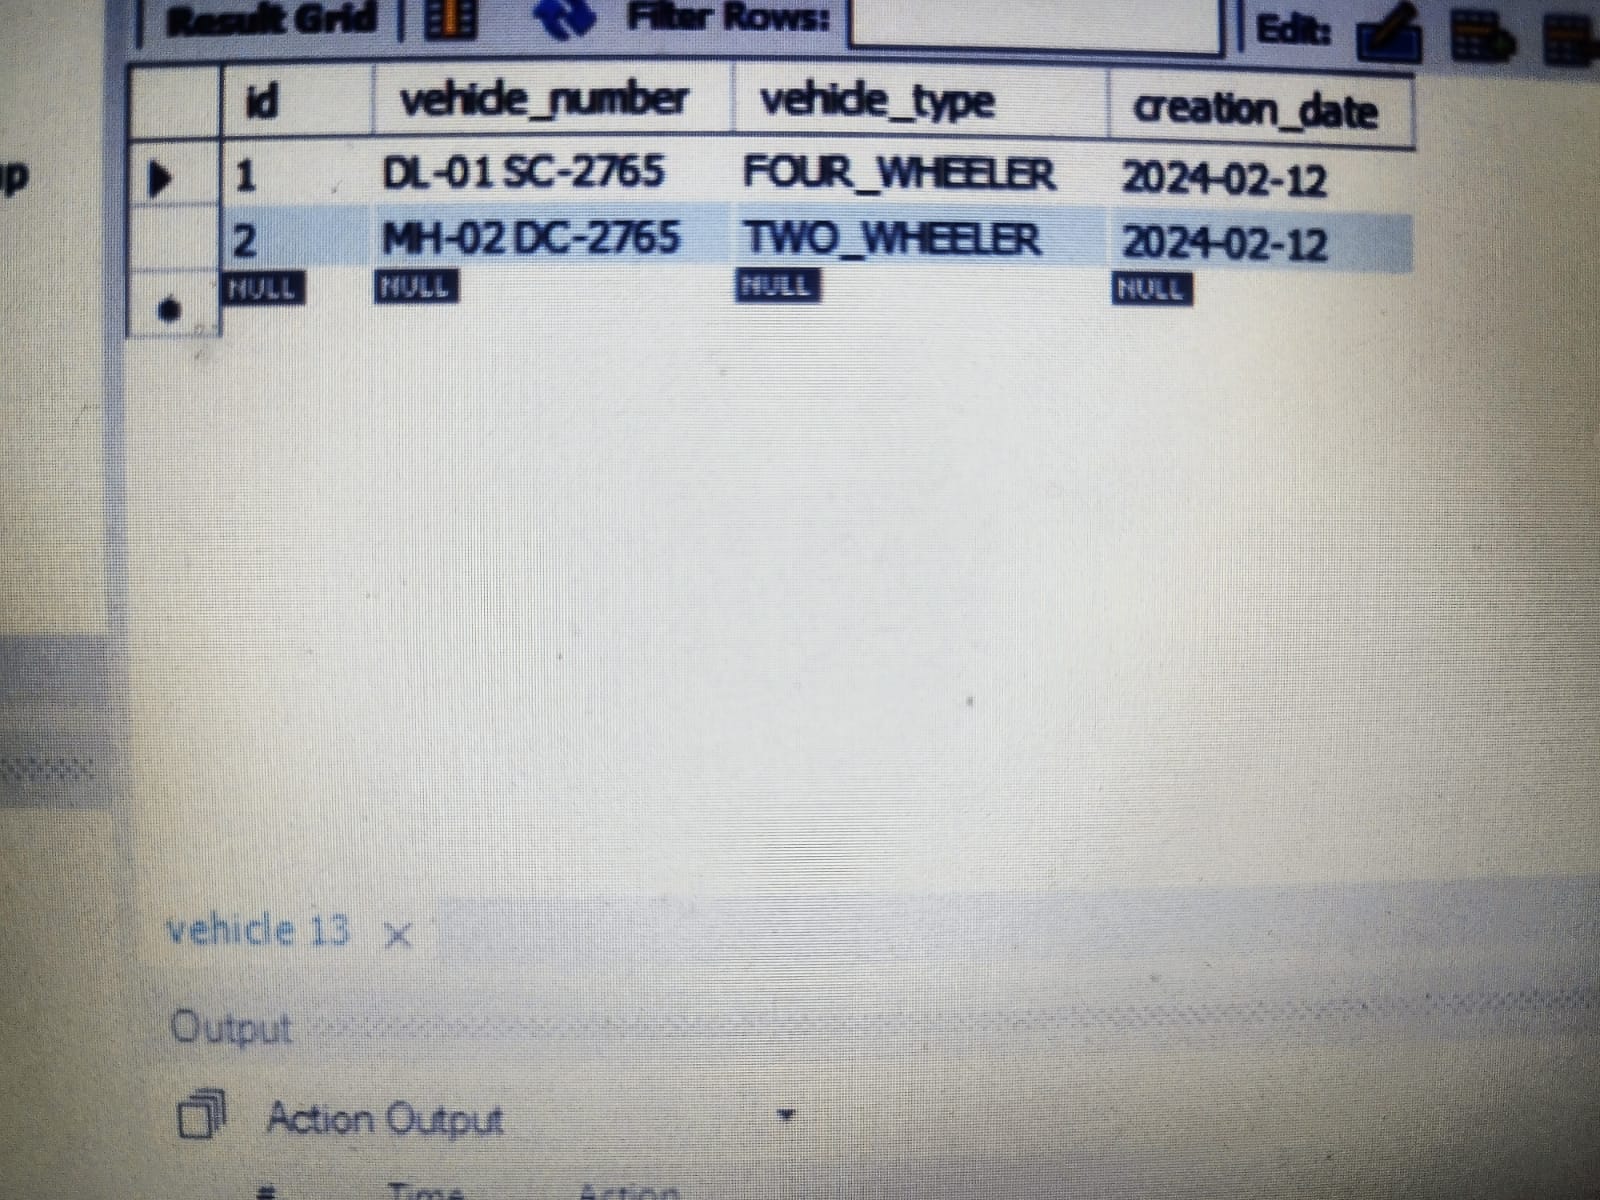 Result Grid Filter Rows: Edit:
id vehicle_number vehicle_type creation_date
1 DL-01 SC-2765 FOUR_WHEELER 2024-02-12
2 MH-02 DC-2765 TWO_WHEELER 2024-02-12
NULL NULL NULL NULL
up
vehicle 13
Output
Action Output
# Time Action